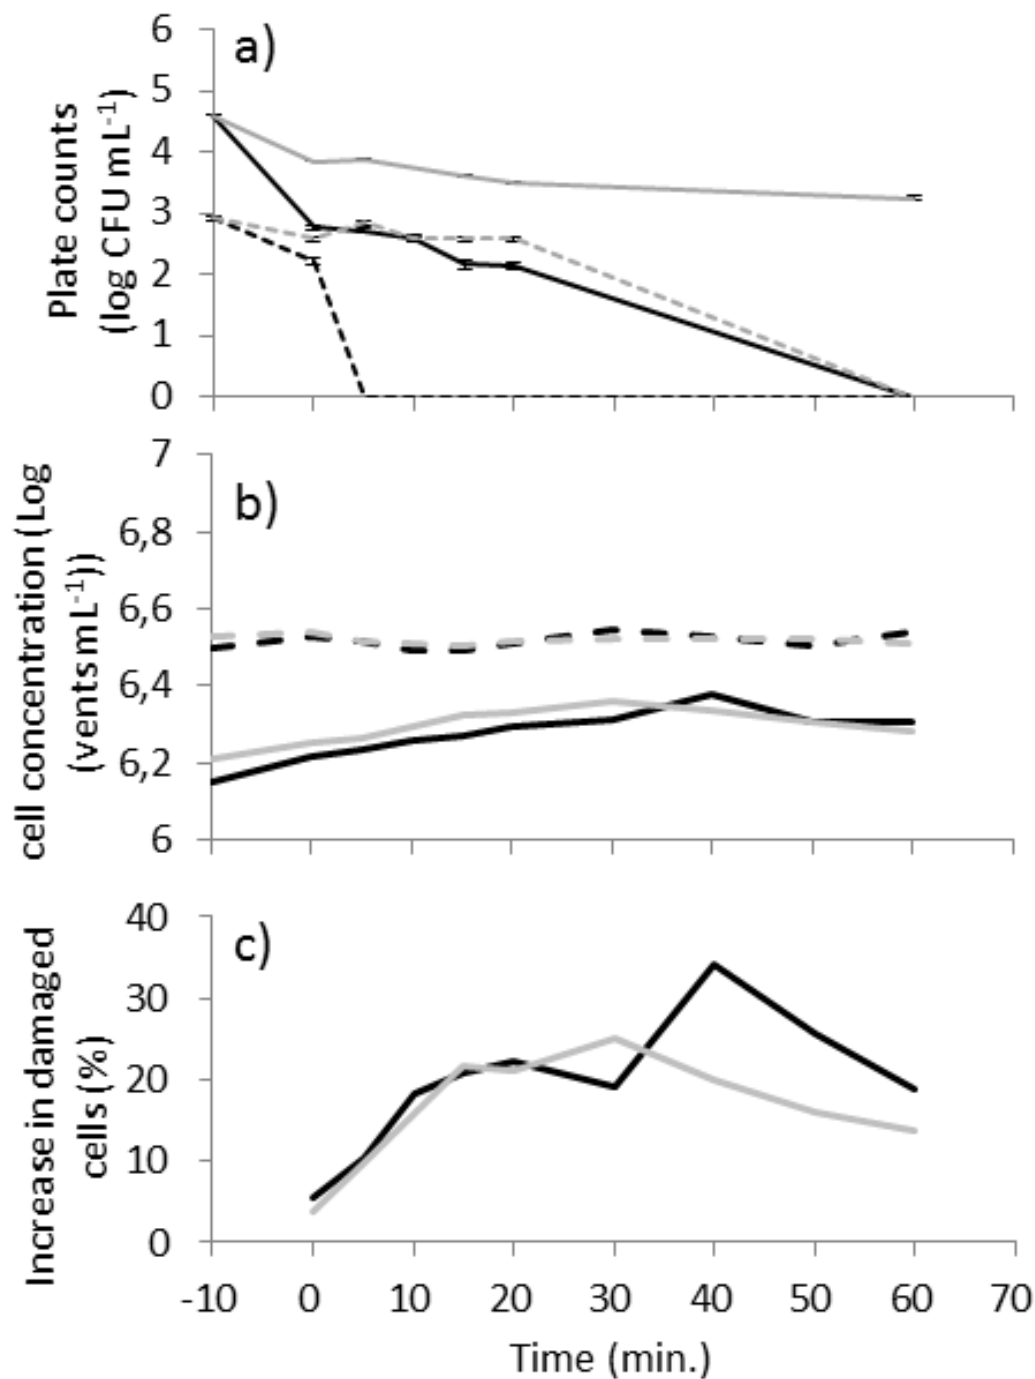 a)
Plate counts
(log CFU mL-1)
6
5
4
3
2
1
0
b)
cell concentration (Log
(vents mL-1))
7
6,8
6,6
6,4
6,2
6
c)
Increase in damaged
cells (%)
40
30
20
10
0
-10 0 10 20 30 40 50 60 70
Time (min.)